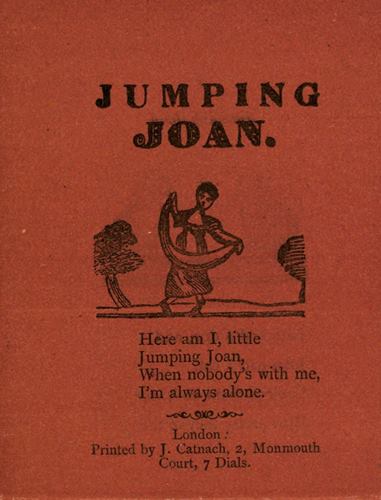 JUMPING
JOAN.
Here am I, little
Jumping Joan,
When nobody's with me,
I'm always alone.
London:
Printed by J. Catnach, 2, Monmouth
Court, 7 Dials.